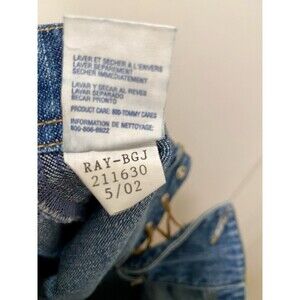 LAVER ET SECHER A L'ENVERS
LAVER SEPAREMENT
SECHER IMMEDIATEMENT
LAVAR Y SECAR AL REVES
LAVAR SEPARADAMENTE
SECAR PRONTO
PRODUCT CARE: 800-TOMMY CARES
INFORMATION DE NETTOYAGE:
800-866-6922
RAY-BGJ
211630
5/02